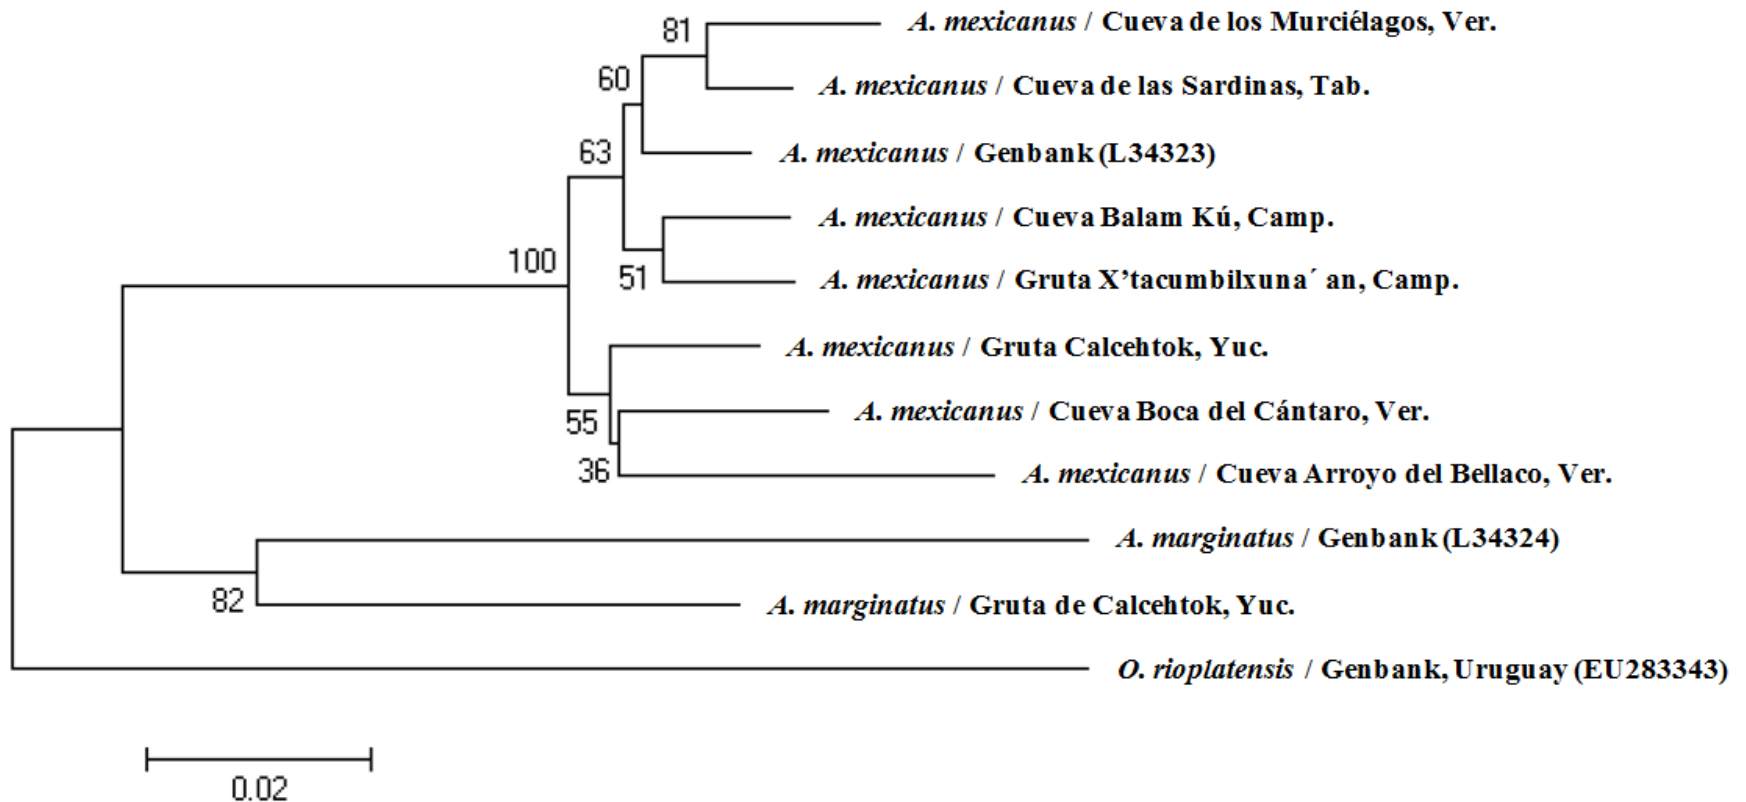 81
A. mexicanus / Cueva de los Murciélagos, Ver.
60
A. mexicanus / Cueva de las Sardinas, Tab.
63
A. mexicanus / Genbank (L34323)
A. mexicanus / Cueva Balam Kú, Camp.
100
51
A. mexicanus / Gruta X’tacumbilxuna´ an, Camp.
A. mexicanus / Gruta Calcehtok, Yuc.
55
A. mexicanus / Cueva Boca del Cántaro, Ver.
36
A. mexicanus / Cueva Arroyo del Bellaco, Ver.
A. marginatus / Genbank (L34324)
82
A. marginatus / Gruta de Calcehtok, Yuc.
O. rioplatensis / Genbank, Uruguay (EU283343)
0.02